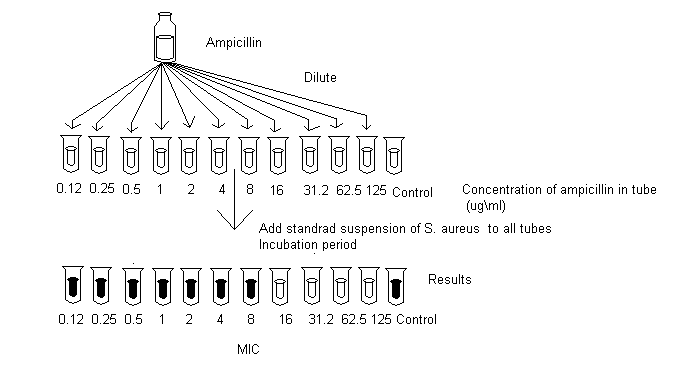 Ampicillin
Dilute
0.12 0.25 0.5 1 2 4 8 16 31.2 62.5 125 Control
Concentration of ampicillin in tube
(ug\ml)
Add standrad suspension of S. aureus to all tubes
Incubation period
Results
0.12 0.25 0.5 1 2 4 8 16 31.2 62.5 125 Control
MIC